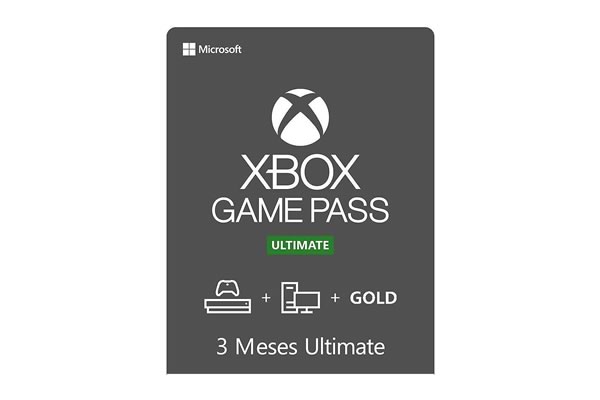 Microsoft
XBOX
GAME PASS
ULTIMATE
+ + GOLD
3 Meses Ultimate